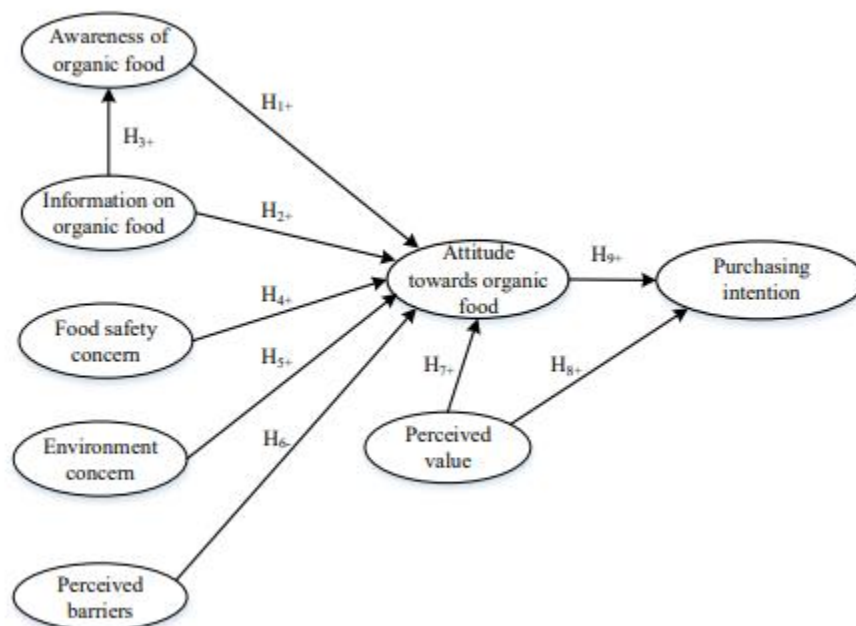 Awareness of
organic food
H1+
H3+
Information on
organic food
H2+
Attitude
towards organic
food
H9+
Purchasing
intention
H4+
Food safety
concern
H5+
H7+
H8+
Environment
concern
H6-
Perceived
value
Perceived
barriers